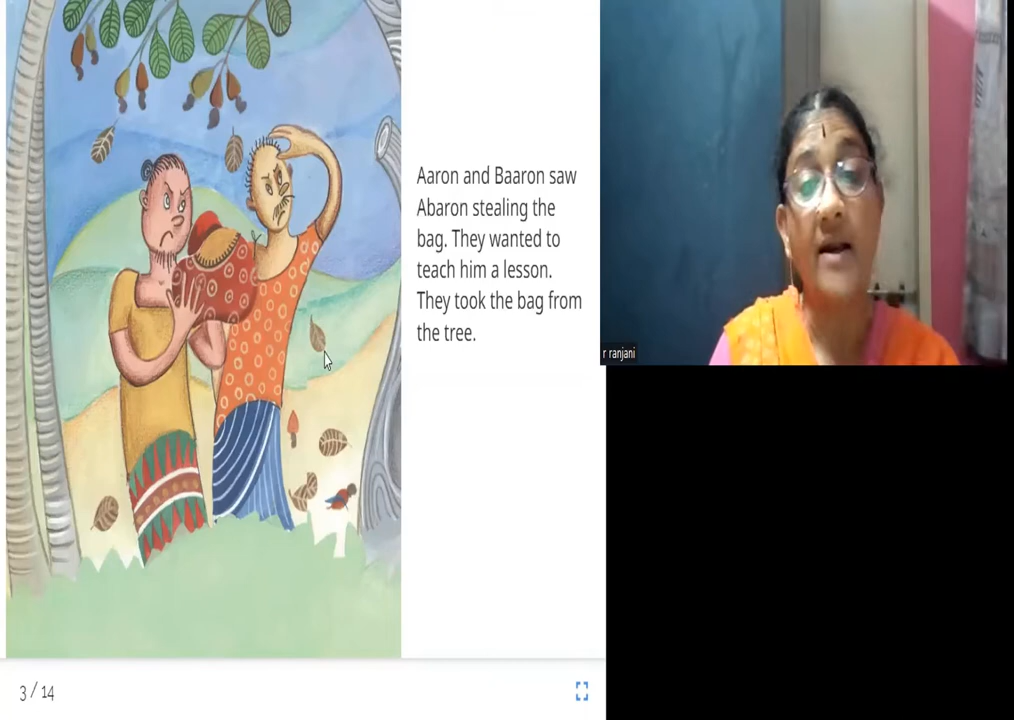 Aaron and Baaron saw
Abaron stealing the
bag. They wanted to
teach him a lesson.
They took the bag from
the tree.
r ranjani
3 / 14